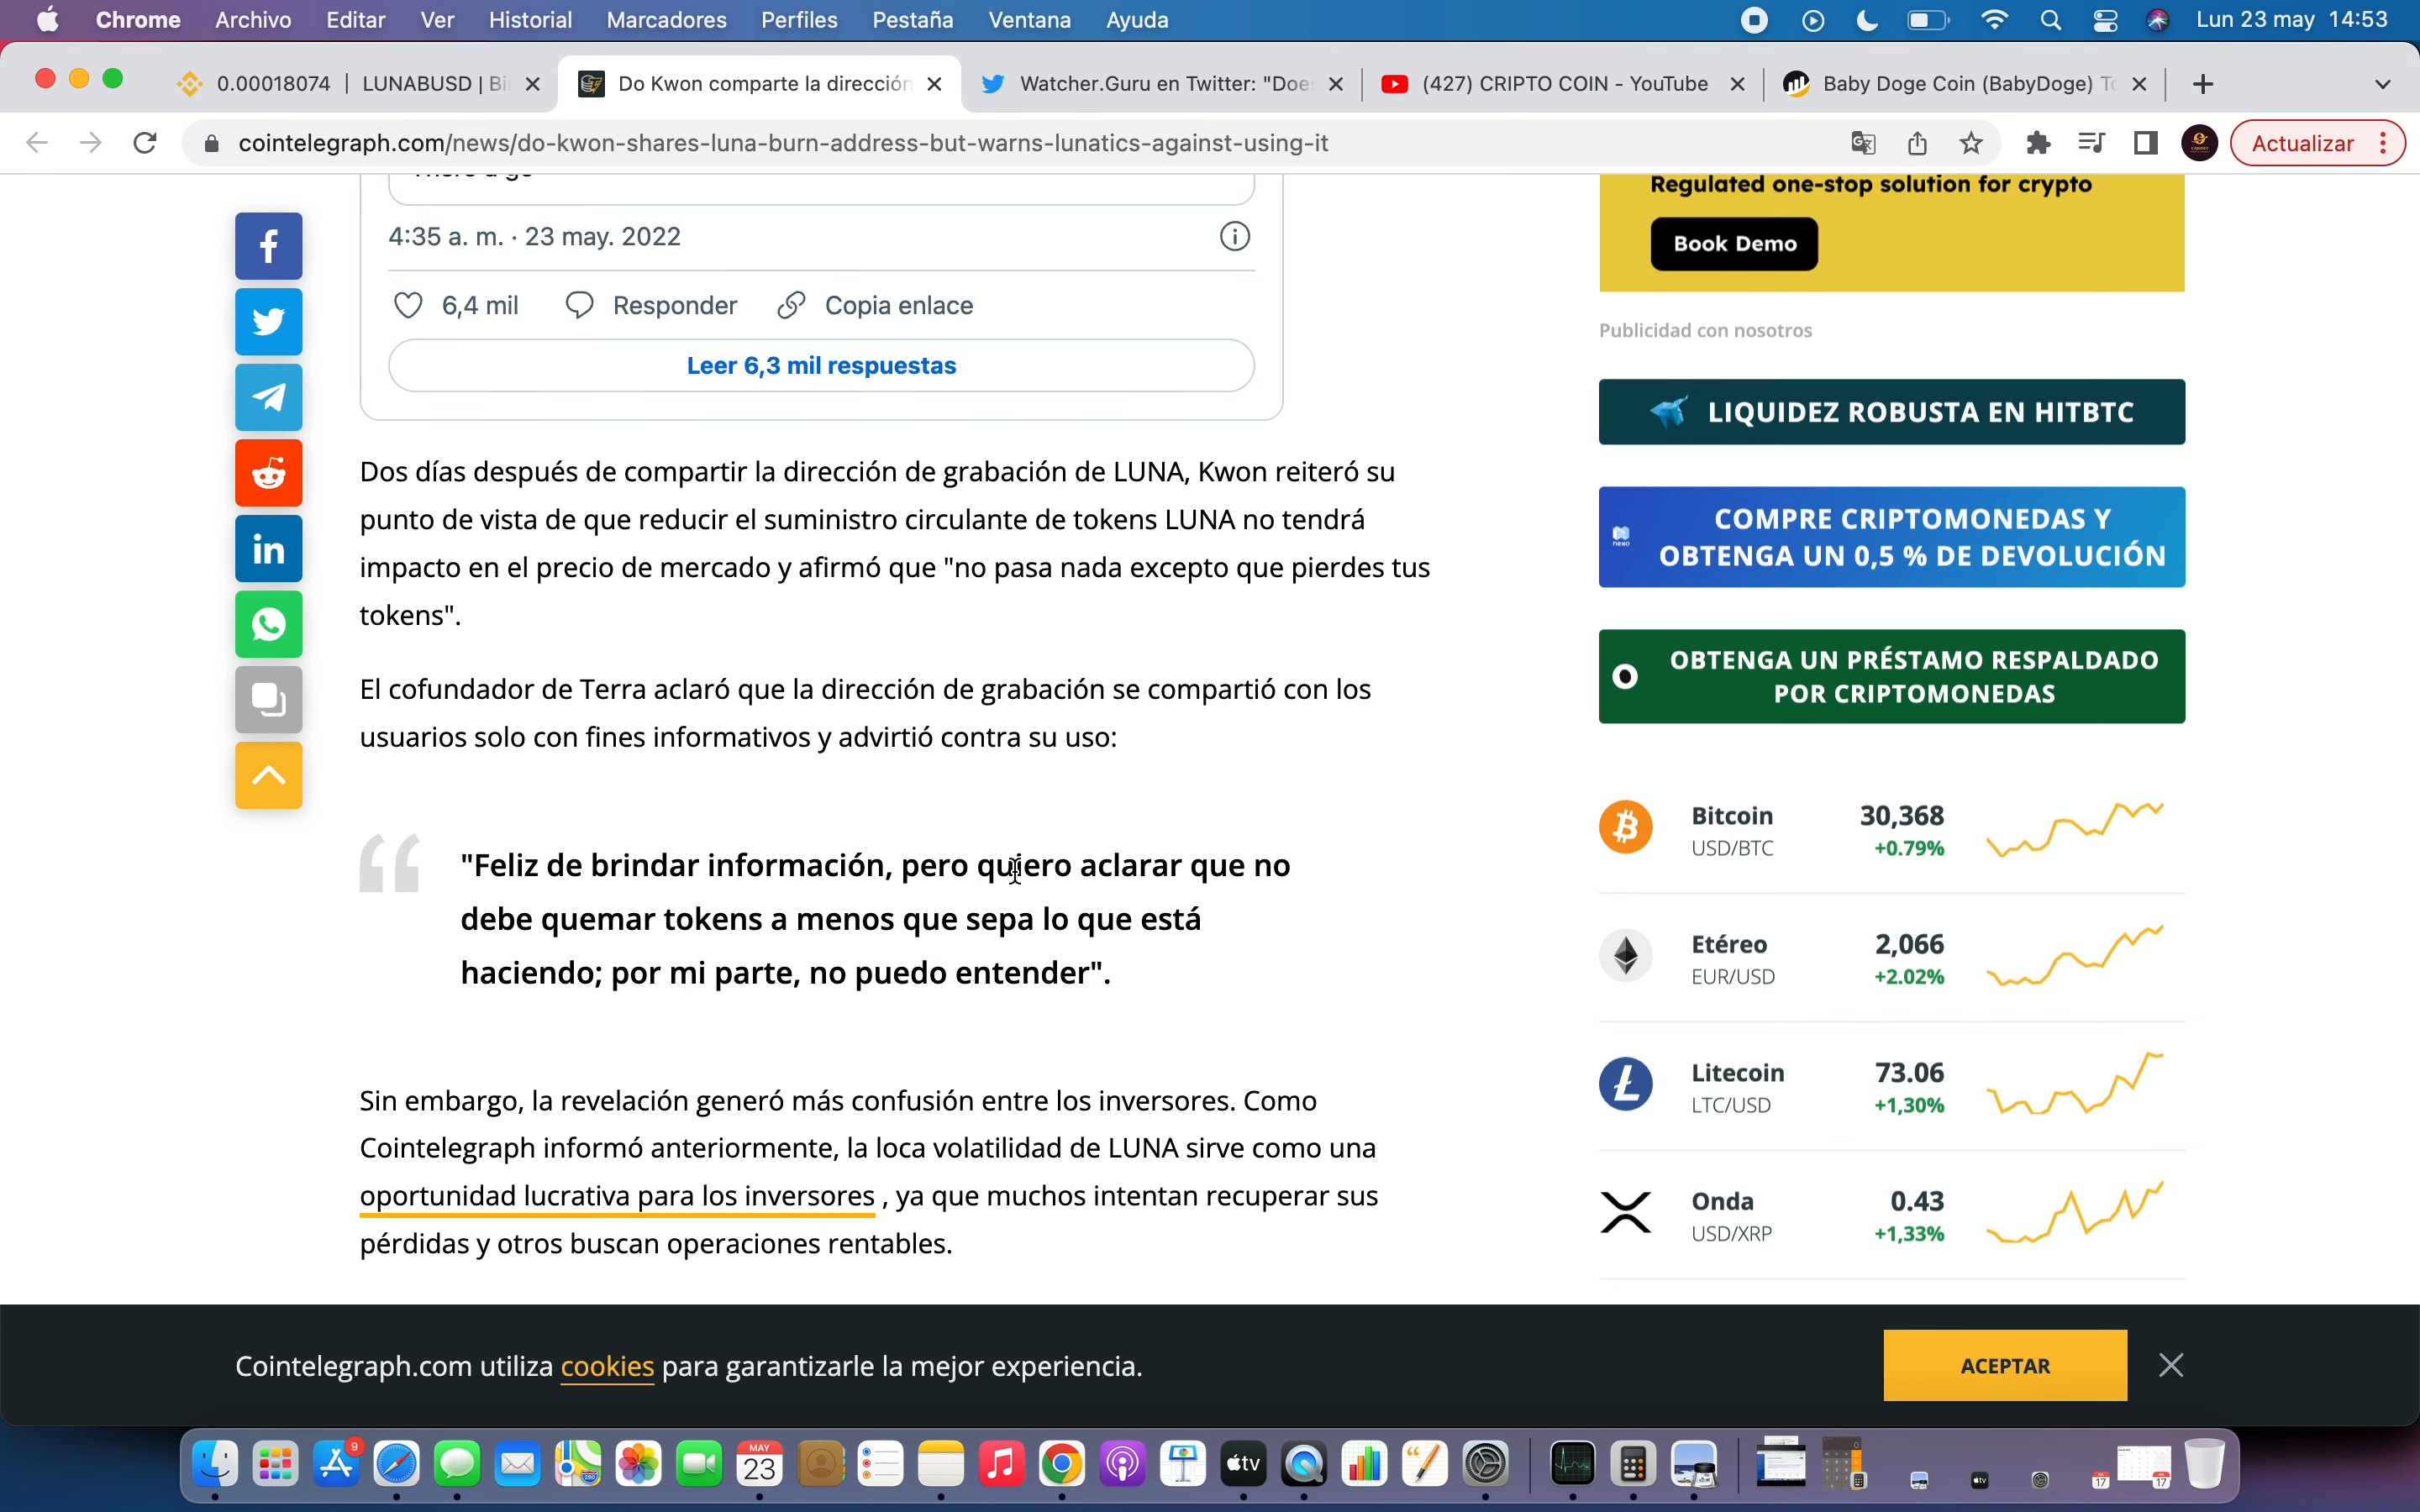 Chrome Archivo Editar Ver Historial Marcadores Perfiles Pestaña Ventana Ayuda Lun 23 may 14:53
0.00018074 | LUNABUSD | Bi
Do Kwon comparte la dirección
Watcher.Guru en Twitter: "Does
(427) CRIPTO COIN - YouTube
Baby Doge Coin (BabyDoge) To
cointelegraph.com/news/do-kwon-shares-luna-burn-address-but-warns-lunatics-against-using-it
Actualizar
4:35 a. m. · 23 may. 2022
6,4 mil Responder Copia enlace
Leer 6,3 mil respuestas
Dos días después de compartir la dirección de grabación de LUNA, Kwon reiteró su
punto de vista de que reducir el suministro circulante de tokens LUNA no tendrá
impacto en el precio de mercado y afirmó que "no pasa nada excepto que pierdes tus
tokens".
El cofundador de Terra aclaró que la dirección de grabación se compartió con los
usuarios solo con fines informativos y advirtió contra su uso:
"Feliz de brindar información, pero quiero aclarar que no
debe quemar tokens a menos que sepa lo que está
haciendo; por mi parte, no puedo entender".
Sin embargo, la revelación generó más confusión entre los inversores. Como
Cointelegraph informó anteriormente, la loca volatilidad de LUNA sirve como una
oportunidad lucrativa para los inversores , ya que muchos intentan recuperar sus
pérdidas y otros buscan operaciones rentables.
Regulated one-stop solution for crypto
Book Demo
Publicidad con nosotros
LIQUIDEZ ROBUSTA EN HITBTC
nexo
COMPRE CRIPTOMONEDAS Y
OBTENGA UN 0,5 % DE DEVOLUCIÓN
OBTENGA UN PRÉSTAMO RESPALDADO
POR CRIPTOMONEDAS
Bitcoin 30,368
USD/BTC +0.79%
Etéreo 2,066
EUR/USD +2.02%
Litecoin 73.06
LTC/USD +1,30%
Onda 0.43
USD/XRP +1,33%
Cointelegraph.com utiliza cookies para garantizarle la mejor experiencia.
ACEPTAR
9
MAY
23
tv
17
17